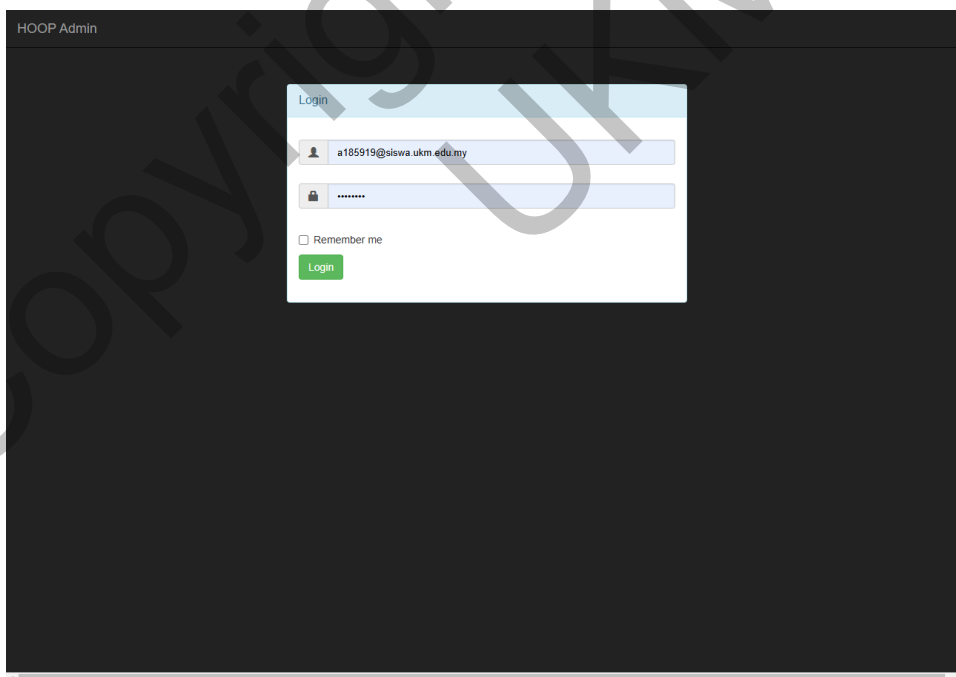 HOOP Admin
Login
a185919@siswa.ukm.edu.my
••••••••
Remember me
Login
Copyright
UKM